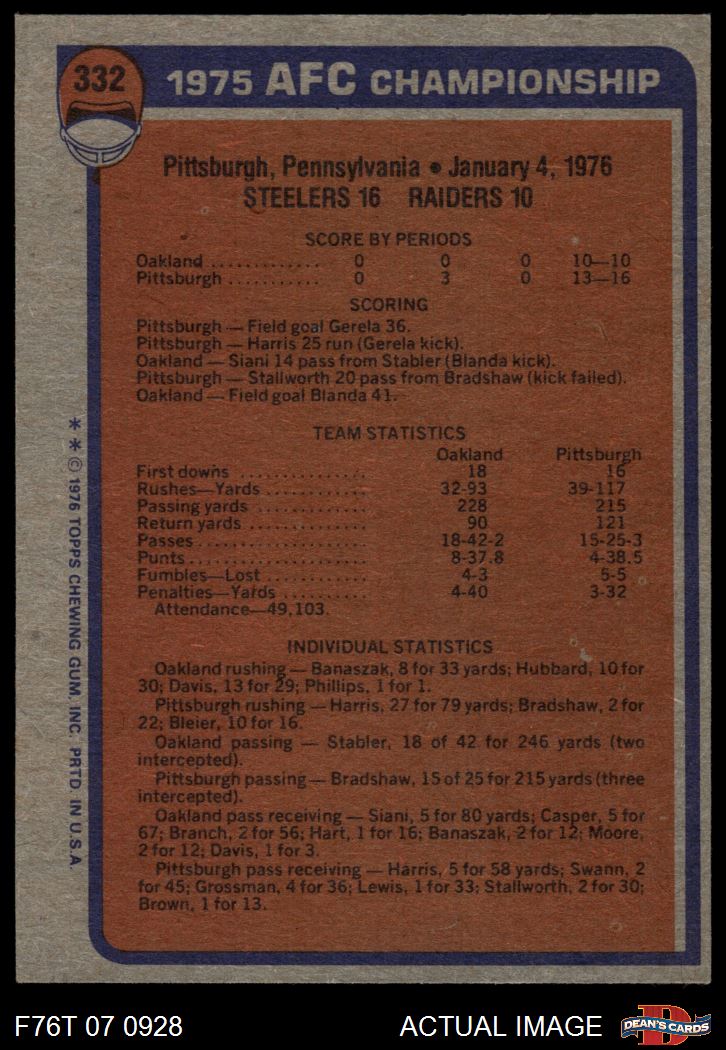 332
1975 AFC CHAMPIONSHIP
Pittsburgh, Pennsylvania • January 4, 1976
STEELERS 16 RAIDERS 10
SCORE BY PERIODS
Oakland ............. 0 0 0 10—10
Pittsburgh ........... 0 3 0 13—16
SCORING
Pittsburgh — Field goal Gerela 36.
Pittsburgh — Harris 25 run (Gerela kick).
Oakland — Siani 14 pass from Stabler (Blanda kick).
Pittsburgh — Stallworth 20 pass from Bradshaw (kick failed).
Oakland — Field goal Blanda 41.
TEAM STATISTICS
Oakland Pittsburgh
First downs ............... 18 16
Rushes—Yards ............ 32-93 39-117
Passing yards .............. 228 215
Return yards .............. 90 121
Passes .................... 18-42-2 15-25-3
Punts ..................... 8-37.8 4-38.5
Fumbles—Lost ............ 4-3 5-5
Penalties—Yards .......... 4-40 3-32
Attendance—49,103.
INDIVIDUAL STATISTICS
Oakland rushing — Banaszak, 8 for 33 yards; Hubbard, 10 for
30; Davis, 13 for 29; Phillips, 1 for 1.
Pittsburgh rushing — Harris, 27 for 79 yards; Bradshaw, 2 for
22; Bleier, 10 for 16.
Oakland passing — Stabler, 18 of 42 for 246 yards (two
intercepted).
Pittsburgh passing — Bradshaw, 15 of 25 for 215 yards (three
intercepted).
Oakland pass receiving — Siani, 5 for 80 yards; Casper, 5 for
67; Branch, 2 for 56; Hart, 1 for 16; Banaszak, 2 for 12; Moore,
2 for 12; Davis, 1 for 3.
Pittsburgh pass receiving — Harris, 5 for 58 yards; Swann, 2
for 45; Grossman, 4 for 36; Lewis, 1 for 33; Stallworth, 2 for 30;
Brown, 1 for 13.
* * © 1976 TOPPS CHEWING GUM, INC. PRTD. IN U.S.A.
F76T 07 0928
ACTUAL IMAGE
D
DEAN'S CARDS